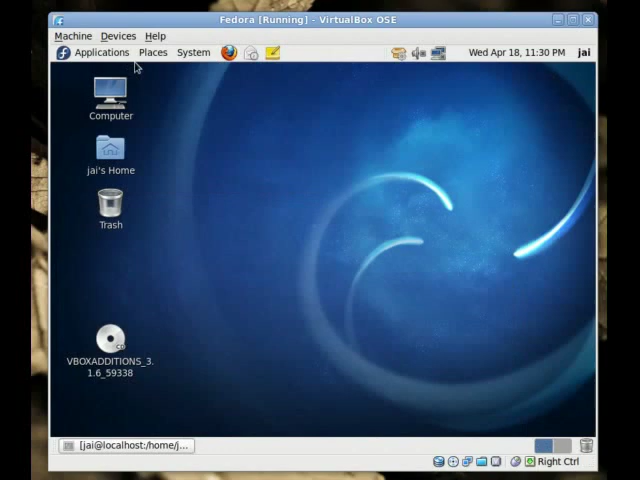 Fedora [Running] - VirtualBox OSE
Machine Devices Help
Applications Places System Wed Apr 18, 11:30 PM jai
Computer
jai's Home
Trash
VBOXADDITIONS_3.
1.6_59338
[jai@localhost:/home/j...
Right Ctrl